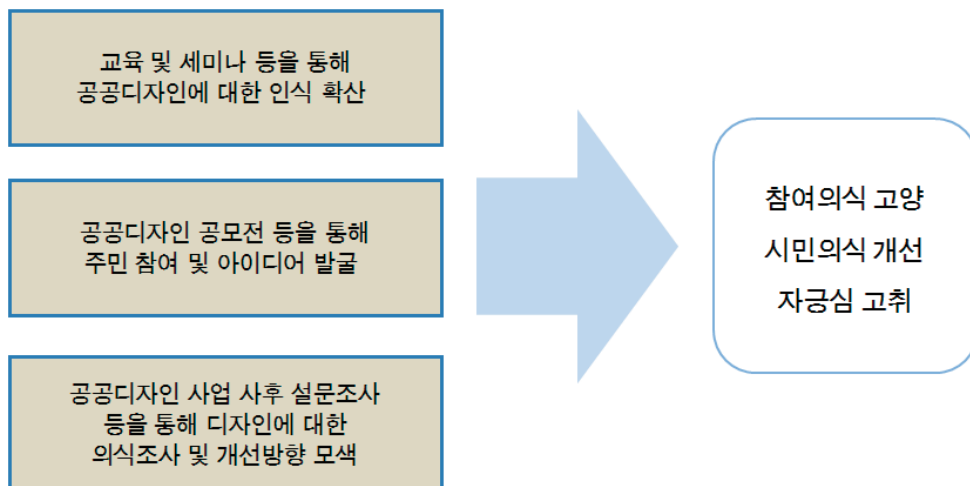 교육 및 세미나 등을 통해
공공디자인에 대한 인식 확산
공공디자인 공모전 등을 통해
주민 참여 및 아이디어 발굴
공공디자인 사업 사후 설문조사
등을 통해 디자인에 대한
의식조사 및 개선방향 모색
참여의식 고양
시민의식 개선
자긍심 고취